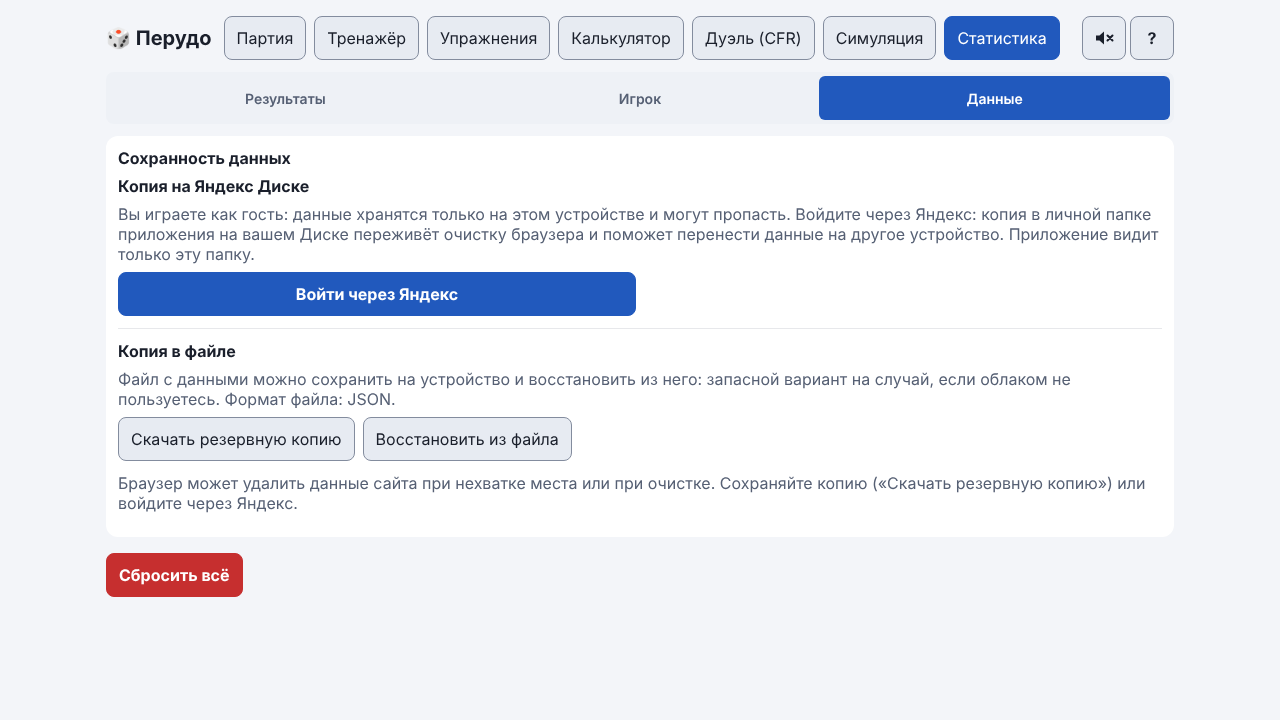 🎲 Перудо
Партия
Тренажёр
Упражнения
Калькулятор
Дуэль (CFR)
Симуляция
Статистика
?
Результаты
Игрок
Данные
Сохранность данных
Копия на Яндекс Диске
Вы играете как гость: данные хранятся только на этом устройстве и могут пропасть. Войдите через Яндекс: копия в личной папке
приложения на вашем Диске переживёт очистку браузера и поможет перенести данные на другое устройство. Приложение видит
только эту папку.
Войти через Яндекс
Копия в файле
Файл с данными можно сохранить на устройство и восстановить из него: запасной вариант на случай, если облаком не
пользуетесь. Формат файла: JSON.
Скачать резервную копию
Восстановить из файла
Браузер может удалить данные сайта при нехватке места или при очистке. Сохраняйте копию («Скачать резервную копию») или
войдите через Яндекс.
Сбросить всё